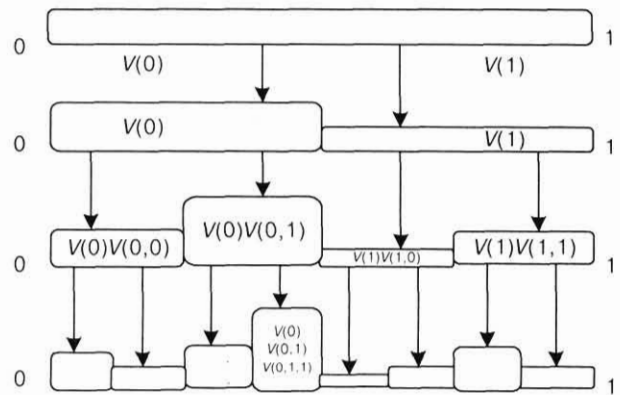 0 1
V(0) V(1)
0 V(0) V(1) 1
0 V(0)V(0,0) V(0)V(0,1) V(1)V(1,0) V(1)V(1,1) 1
V(0)
V(0,1)
V(0,1,1)
0 1